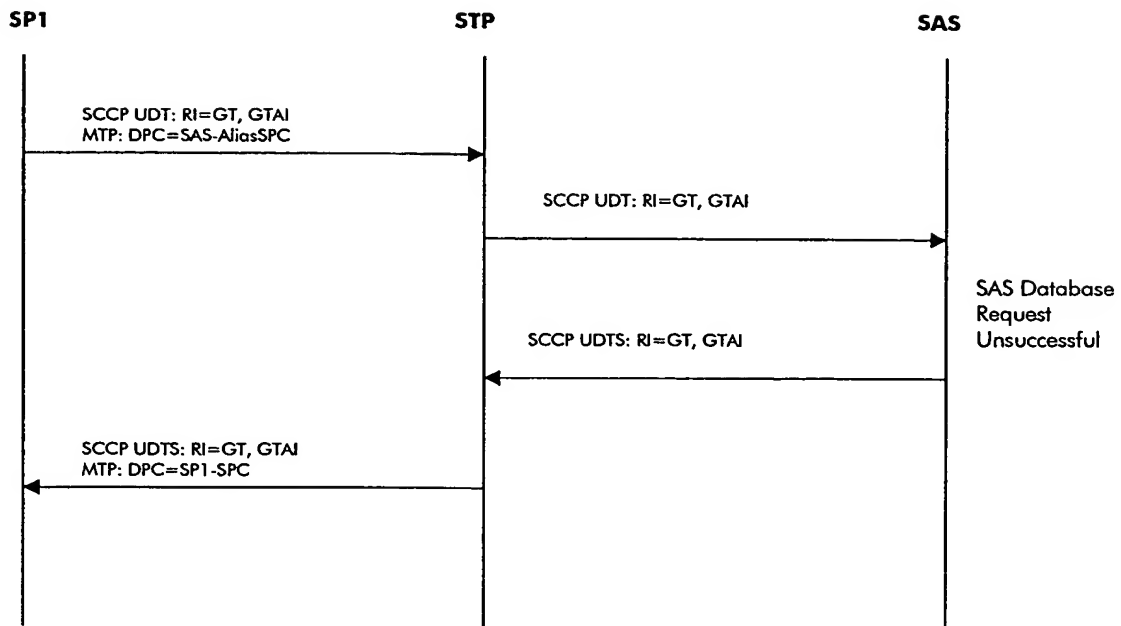 SP1
STP
SAS
SCCP UDT: RI=GT, GTAI
MTP: DPC=SAS-AliasSPC
SCCP UDT: RI=GT, GTAI
SAS Database
Request
Unsuccessful
SCCP UDTS: RI=GT, GTAI
SCCP UDTS: RI=GT, GTAI
MTP: DPC=SP1-SPC